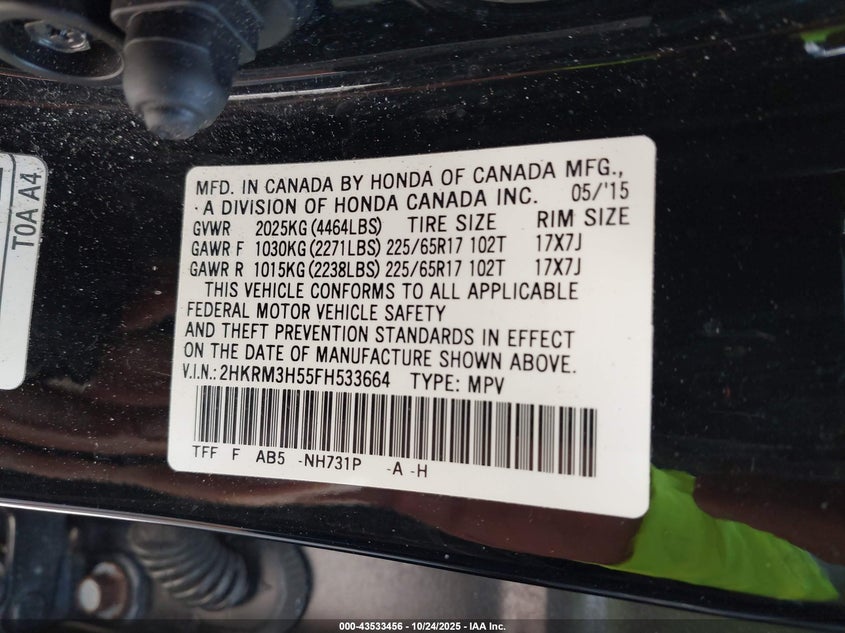 T0A A4
MFD. IN CANADA BY HONDA OF CANADA MFG.,
A DIVISION OF HONDA CANADA INC. 05/'15
GVWR 2025KG (4464LBS) TIRE SIZE RIM SIZE
GAWR F 1030KG (2271LBS) 225/65R17 102T 17X7J
GAWR R 1015KG (2238LBS) 225/65R17 102T 17X7J
THIS VEHICLE CONFORMS TO ALL APPLICABLE
FEDERAL MOTOR VEHICLE SAFETY
AND THEFT PREVENTION STANDARDS IN EFFECT
ON THE DATE OF MANUFACTURE SHOWN ABOVE.
V.I.N.: 2HKRM3H55FH533664 TYPE: MPV
TFF F AB5 -NH731P -A -H
000-43533456 - 10/24/2025 - IAA Inc.